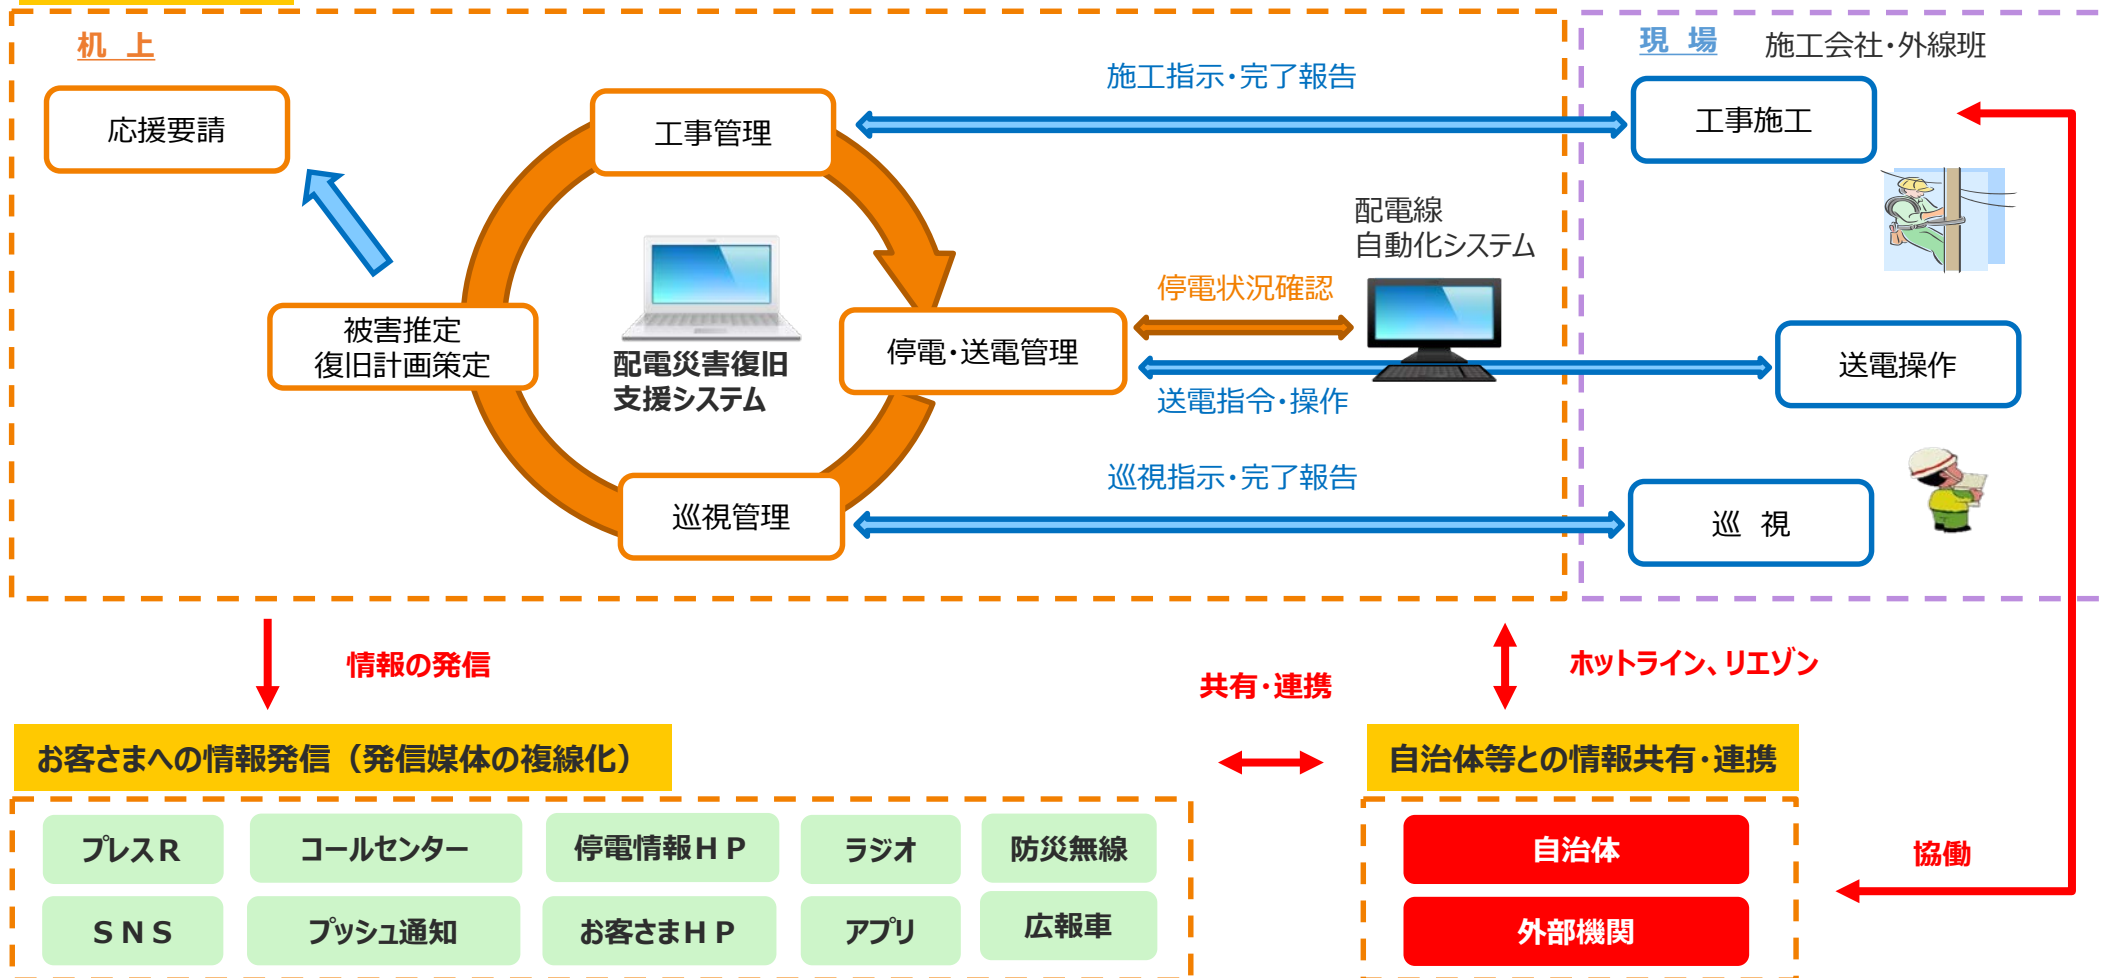 机 上
現 場
施工会社・外線班
施工指示・完了報告
応援要請
工事管理
工事施工
配電線
自動化システム
停電状況確認
被害推定
復旧計画策定
配電災害復旧
支援システム
停電・送電管理
送電操作
送電指令・操作
巡視指示・完了報告
巡視管理
巡 視
情報の発信
共有・連携
ホットライン、リエゾン
お客さまへの情報発信（発信媒体の複線化）
自治体等との情報共有・連携
プレスR
コールセンター
停電情報HP
ラジオ
防災無線
自治体
協働
SNS
プッシュ通知
お客さまHP
アプリ
広報車
外部機関